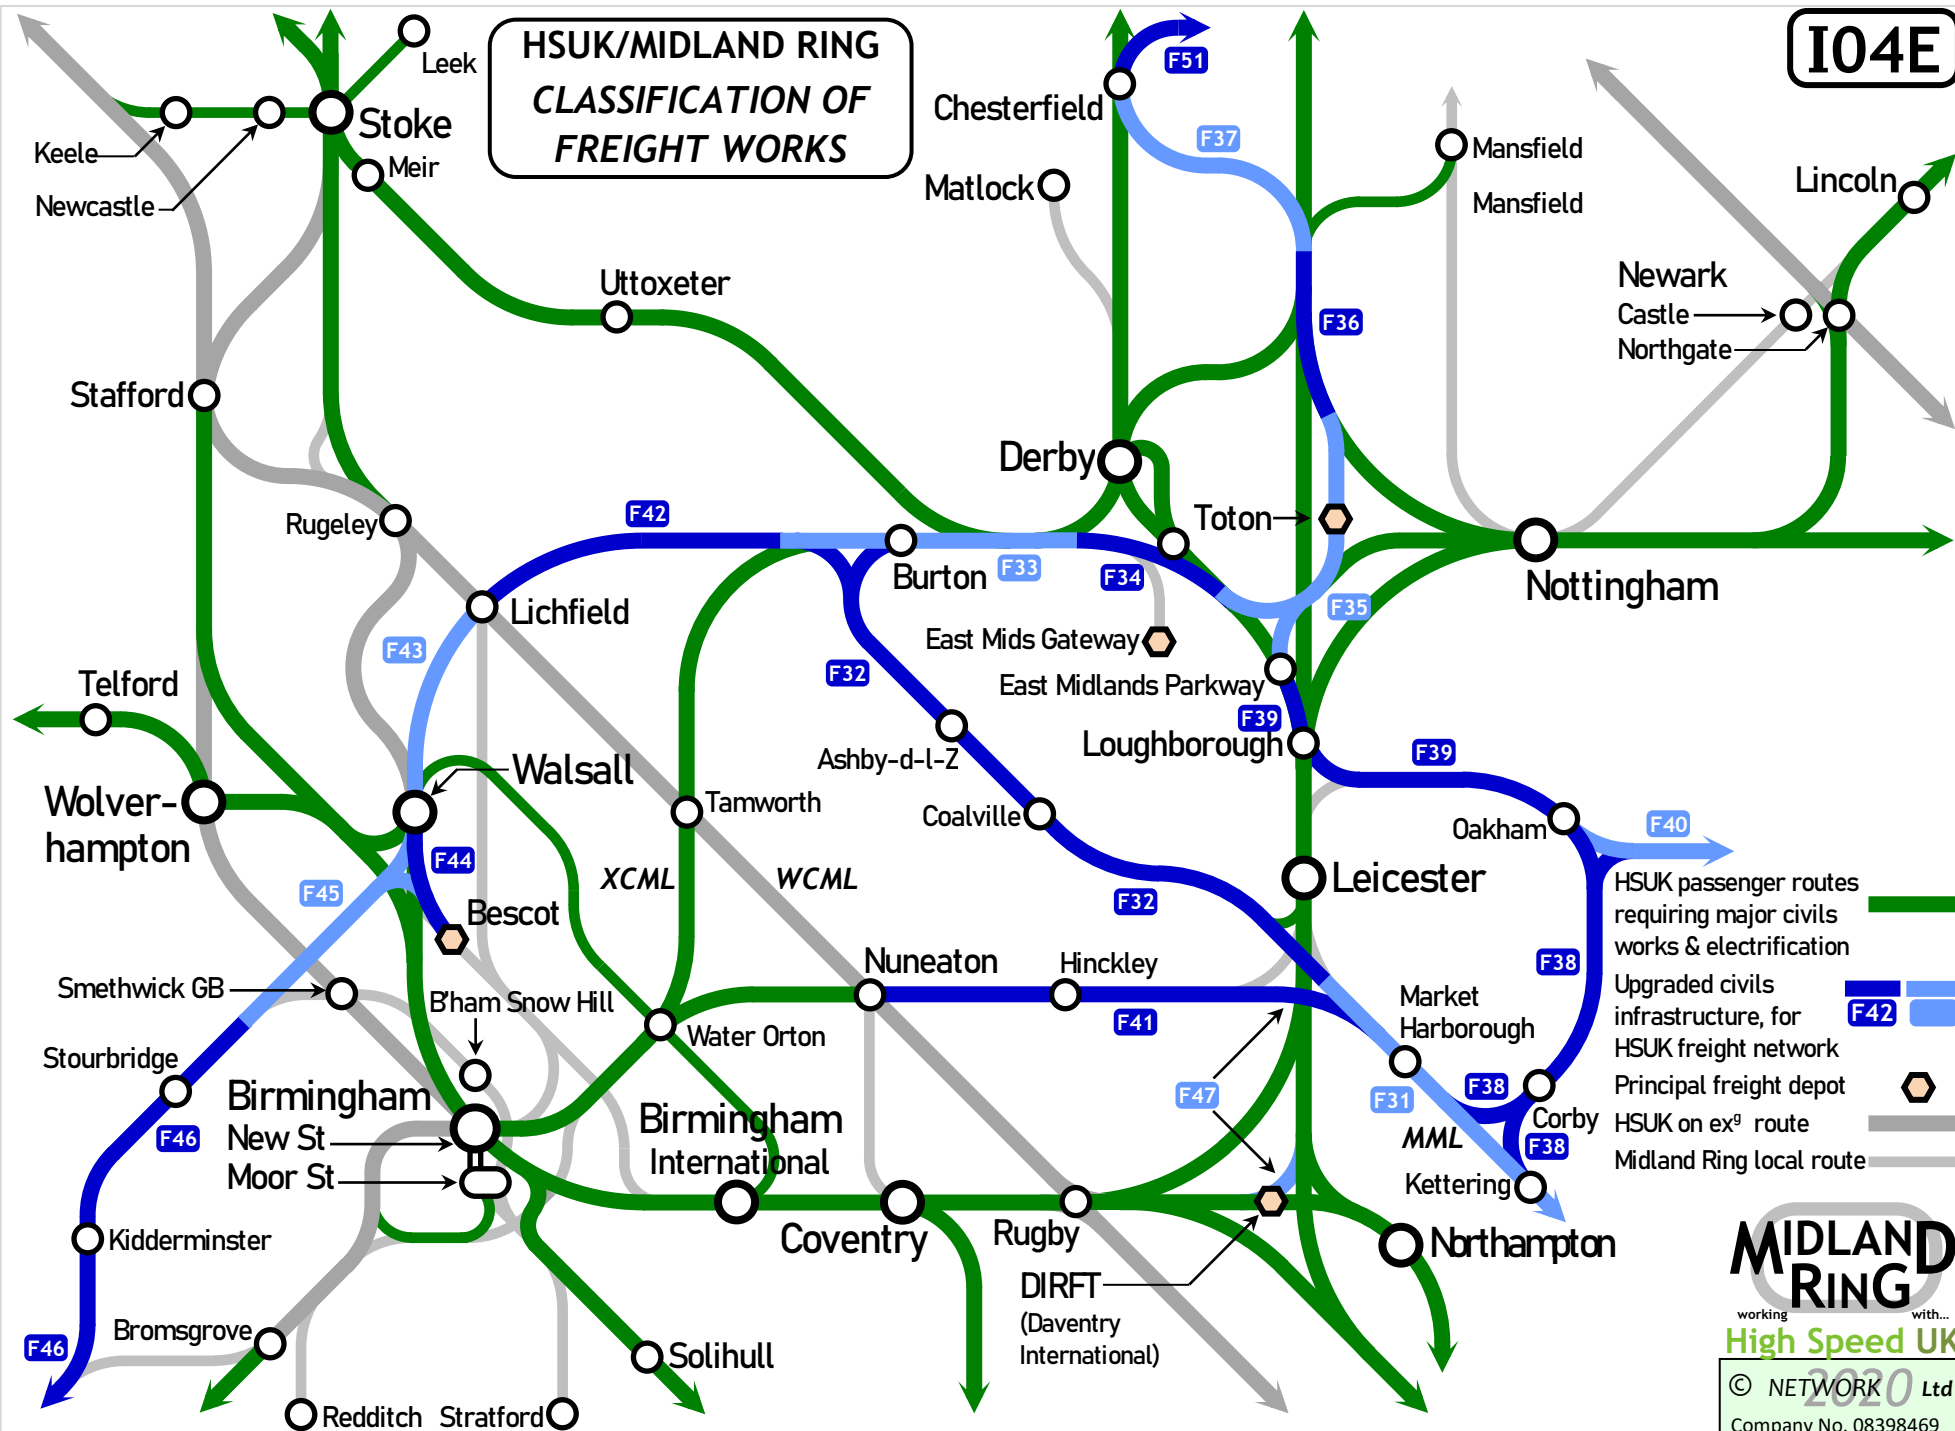 HSUK/MIDLAND RING
CLASSIFICATION OF
FREIGHT WORKS
I04E
Leek
Stoke
Keele
Meir
Newcastle
F51
Chesterfield
F37
Matlock
Mansfield
Mansfield
Lincoln
Uttoxeter
Newark
Castle
Northgate
F36
Stafford
Derby
Rugeley
F42
Toton
Burton
F33
F34
Nottingham
Lichfield
F35
F43
East Mids Gateway
F32
East Midlands Parkway
Telford
F39
Loughborough
F39
Ashby-d-l-Z
Walsall
Wolver-
hampton
Tamworth
Coalville
Oakham
F40
F44
XCML
WCML
Leicester
F45
F32
Bescot
HSUK passenger routes
requiring major civils
works & electrification
Nuneaton
Hinckley
F38
Smethwick GB
B'ham Snow Hill
Market
Harborough
Upgraded civils
infrastructure, for
HSUK freight network
F42
F41
Water Orton
Stourbridge
Birmingham
New St
Moor St
Birmingham
International
F47
F31
F38
Corby
Principal freight depot
HSUK on exg route
Midland Ring local route
MML
F38
F46
Kettering
Kidderminster
Coventry
Rugby
Northampton
DIRFT
(Daventry
International)
MIDLAND
RING
working with...
High Speed UK
Bromsgrove
F46
Solihull
Redditch
Stratford
© NETWORK 2020 Ltd
Company No. 08398469